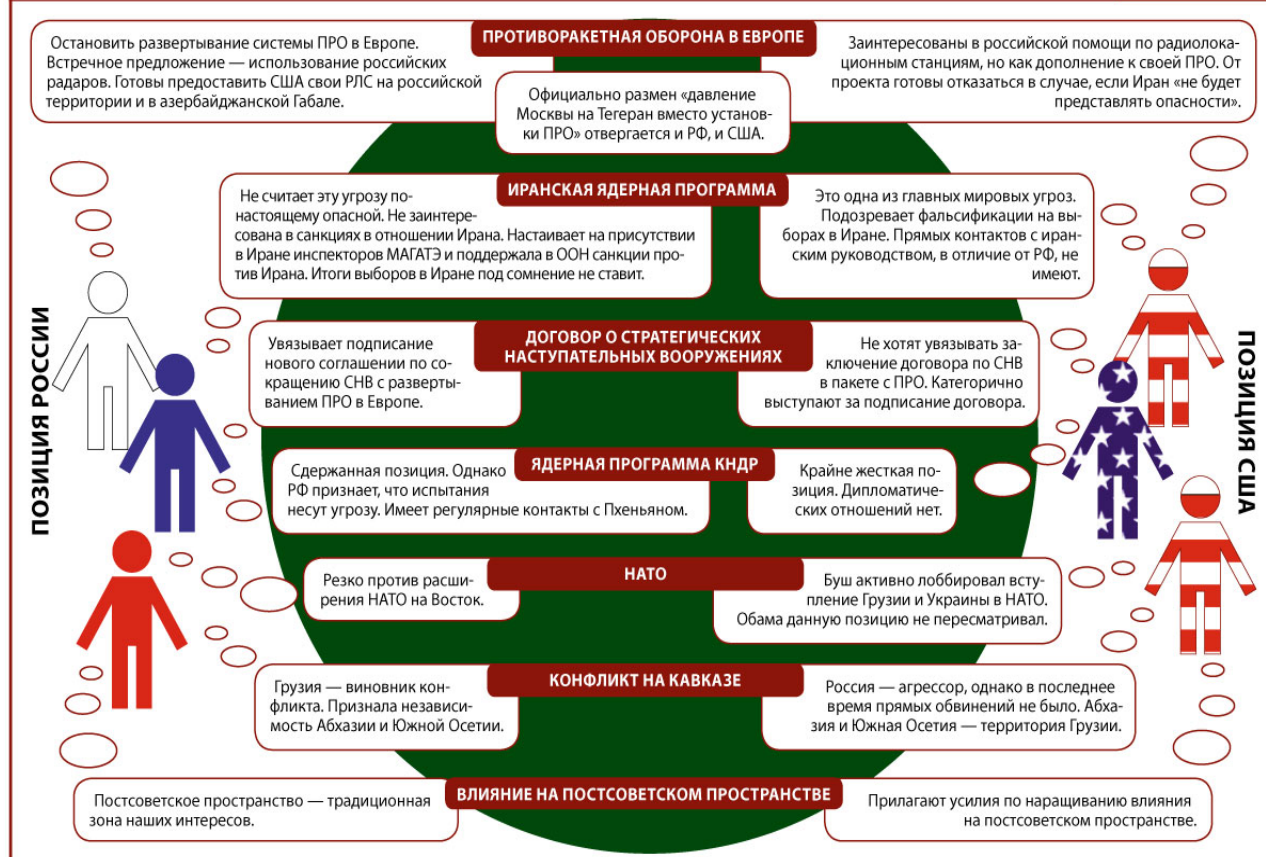 ПРОТИВОРАКЕТНАЯ ОБОРОНА В ЕВРОПЕ
Остановить развертывание системы ПРО в Европе.
Встречное предложение — использование российских
радаров. Готовы предоставить США свои РЛС на российской
территории и в азербайджанской Габале.
Официально размен «давление
Москвы на Тегеран вместо установ-
ки ПРО» отвергается и РФ, и США.
Заинтересованы в российской помощи по радиолока-
ционным станциям, но как дополнение к своей ПРО. От
проекта готовы отказаться в случае, если Иран «не будет
представлять опасности».
ИРАНСКАЯ ЯДЕРНАЯ ПРОГРАММА
Не считает эту угрозу по-
настоящему опасной. Не заинтере-
сована в санкциях в отношении Ирана. Настаивает на присутствии
в Иране инспекторов МАГАТЭ и поддержала в ООН санкции про-
тив Ирана. Итоги выборов в Иране под сомнение не ставит.
Это одна из главных мировых угроз.
Подозревает фальсификации на вы-
борах в Иране. Прямых контактов с иран-
ским руководством, в отличие от РФ, не
имеют.
ПОЗИЦИЯ РОССИИ
ПОЗИЦИЯ США
ДОГОВОР О СТРАТЕГИЧЕСКИХ
НАСТУПАТЕЛЬНЫХ ВООРУЖЕНИЯХ
Увязывает подписание
нового соглашения по со-
кращению СНВ с разверты-
ванием ПРО в Европе.
Не хотят увязывать за-
ключение договора по СНВ
в пакете с ПРО. Категорично
выступают за подписание договора.
ЯДЕРНАЯ ПРОГРАММА КНДР
Сдержанная позиция. Однако
РФ признает, что испытания
несут угрозу. Имеет регулярные контакты с Пхеньяном.
Крайне жесткая по-
зиция. Дипломатиче-
ских отношений нет.
НАТО
Резко против расши-
рения НАТО на Восток.
Буш активно лоббировал всту-
пление Грузии и Украины в НАТО.
Обама данную позицию не пересматривал.
КОНФЛИКТ НА КАВКАЗЕ
Грузия — виновник кон-
фликта. Признала независи-
мость Абхазии и Южной Осетии.
Россия — агрессор, однако в последнее
время прямых обвинений не было. Абха-
зия и Южная Осетия — территория Грузии.
ВЛИЯНИЕ НА ПОСТСОВЕТСКОМ ПРОСТРАНСТВЕ
Постсоветское пространство — традиционная
зона наших интересов.
Прилагают усилия по наращиванию влияния
на постсоветском пространстве.